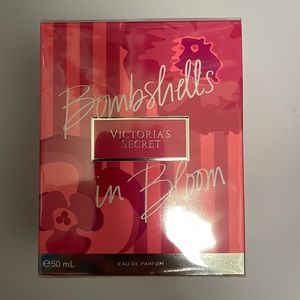 Bombshells
VICTORIA'S
SECRET
in Bloom
℮50 mL
EAU DE PARFUM